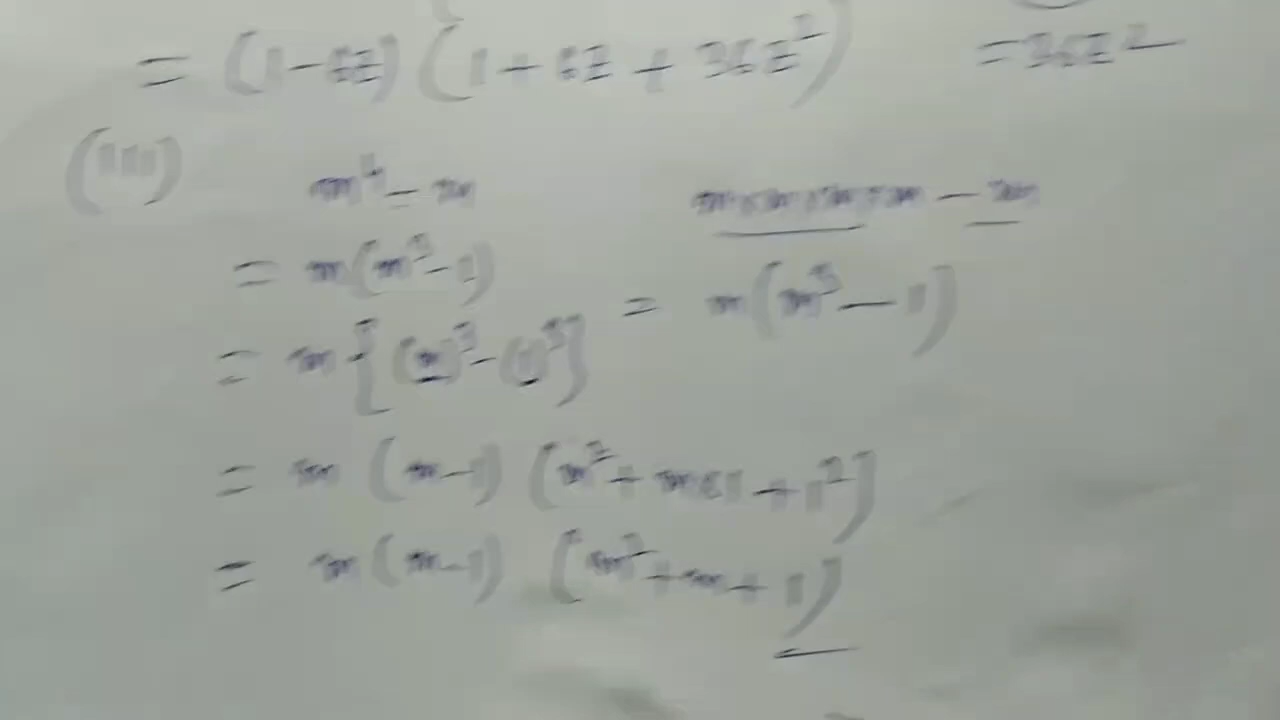 = (1-6z) (1+6z+36z²) = 36z²
(iii) m⁴ - m m×m×m×m - m
= m(m³-1) = m(m³-1)
= m{(m)³-(1)³}
= m (m-1) (m²+m×1+1²)
= m(m-1) (m²+m+1)